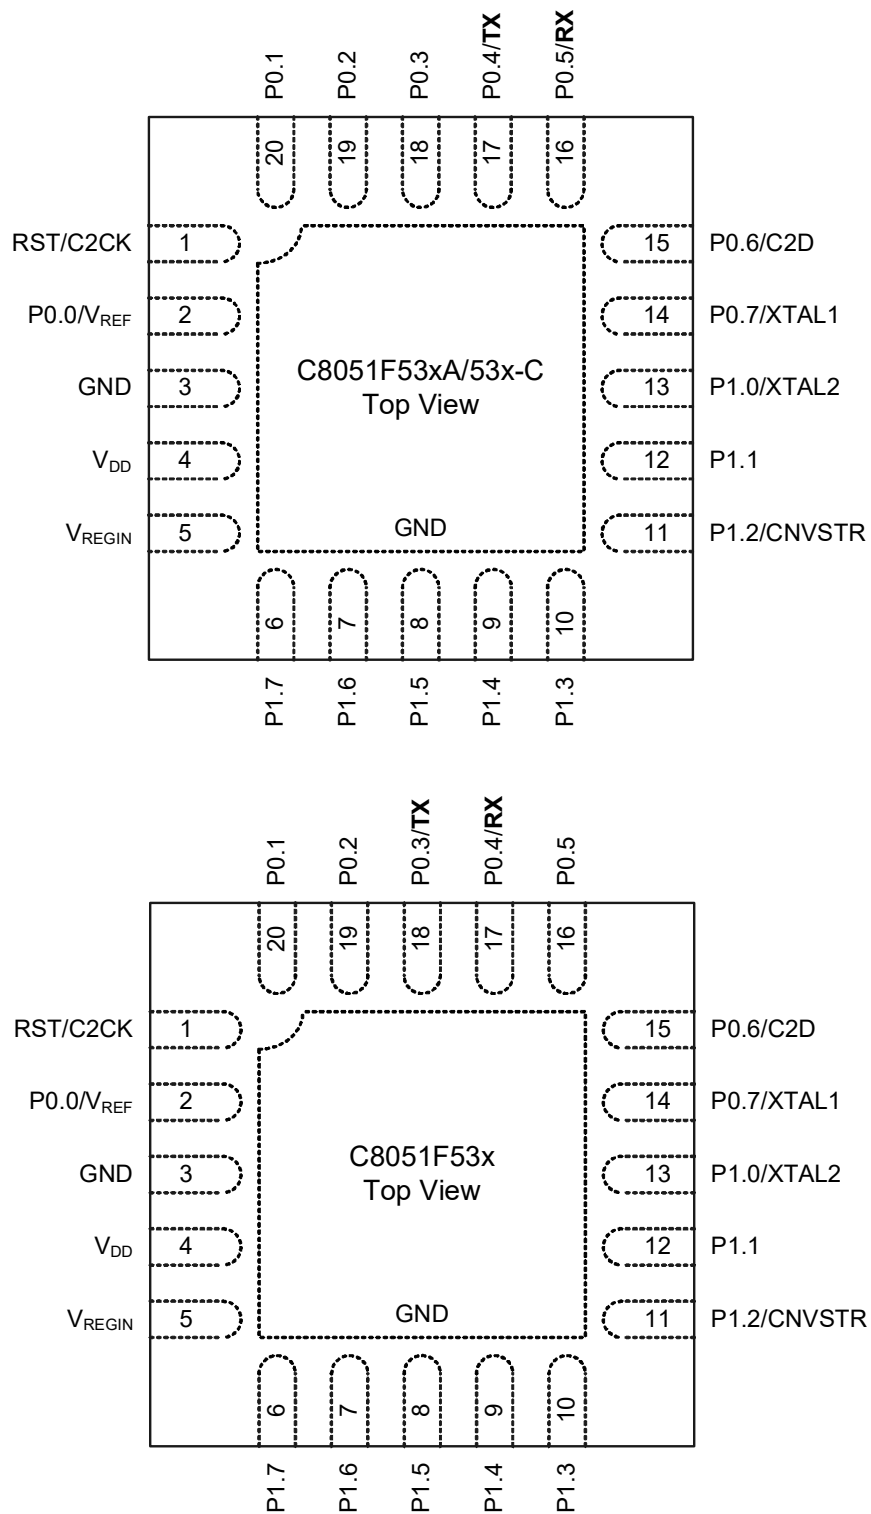 P0.1
P0.2
P0.3
P0.4/TX
P0.5/RX
20
19
18
17
16
RST/C2CK
1
15
P0.6/C2D
P0.0/VREF
2
14
P0.7/XTAL1
GND
3
13
P1.0/XTAL2
C8051F53xA/53x-C
Top View
VDD
4
12
P1.1
VREGIN
5
11
P1.2/CNVSTR
GND
6
7
8
9
10
P1.7
P1.6
P1.5
P1.4
P1.3
P0.1
P0.2
P0.3/TX
P0.4/RX
P0.5
20
19
18
17
16
RST/C2CK
1
15
P0.6/C2D
P0.0/VREF
2
14
P0.7/XTAL1
GND
3
13
P1.0/XTAL2
C8051F53x
Top View
VDD
4
12
P1.1
VREGIN
5
11
P1.2/CNVSTR
GND
6
7
8
9
10
P1.7
P1.6
P1.5
P1.4
P1.3